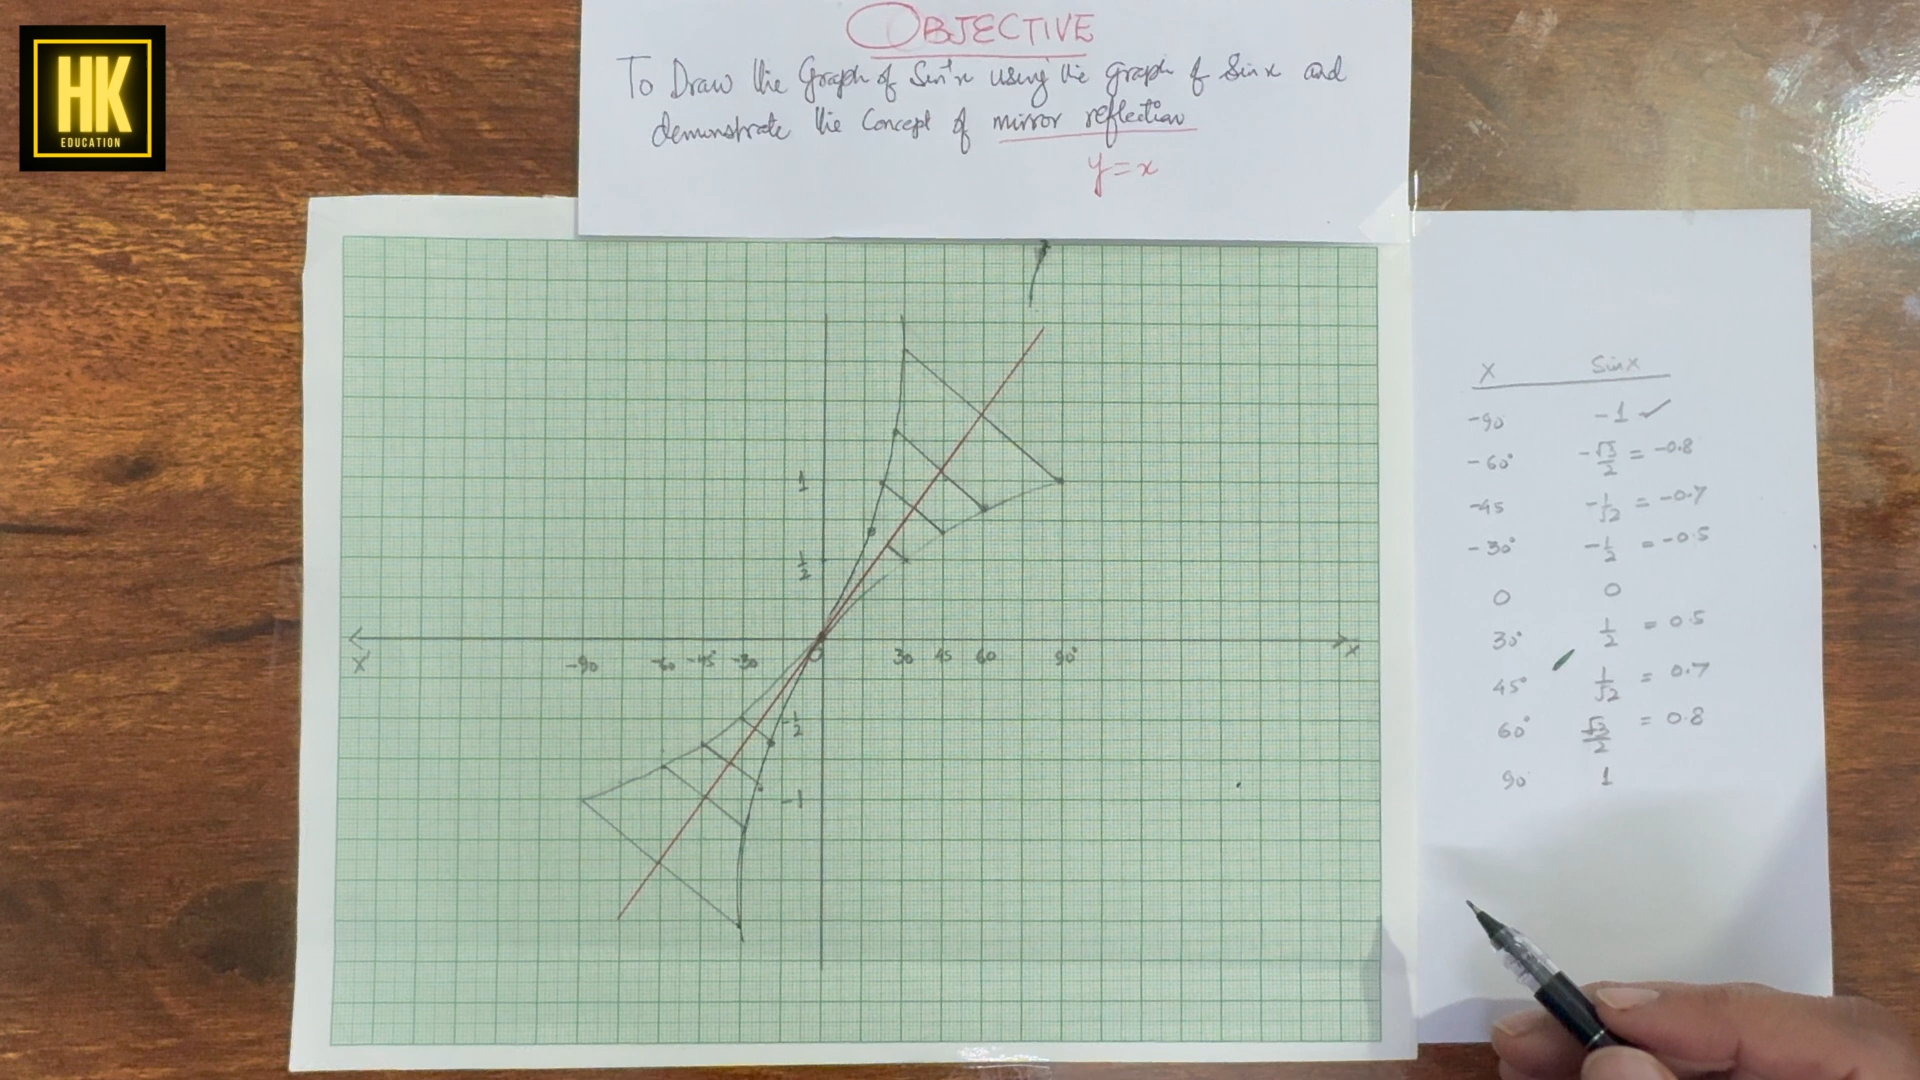 HK
EDUCATION
OBJECTIVE
To Draw the Graph of Sin⁻¹x using the graph of Sin x and
demonstrate the Concept of mirror reflection
y = x
1
1/2
X'
-90 -60 -45° -30 0 30 45 60 90° x
-1/2
-1
X Sinx
-90 -1 ✓
-60° -√3/2 = -0.8
-45 -1/√2 = -0.7
-30° -1/2 = -0.5
0 0
30° 1/2 = 0.5
45° 1/√2 = 0.7
60° √3/2 = 0.8
90 1